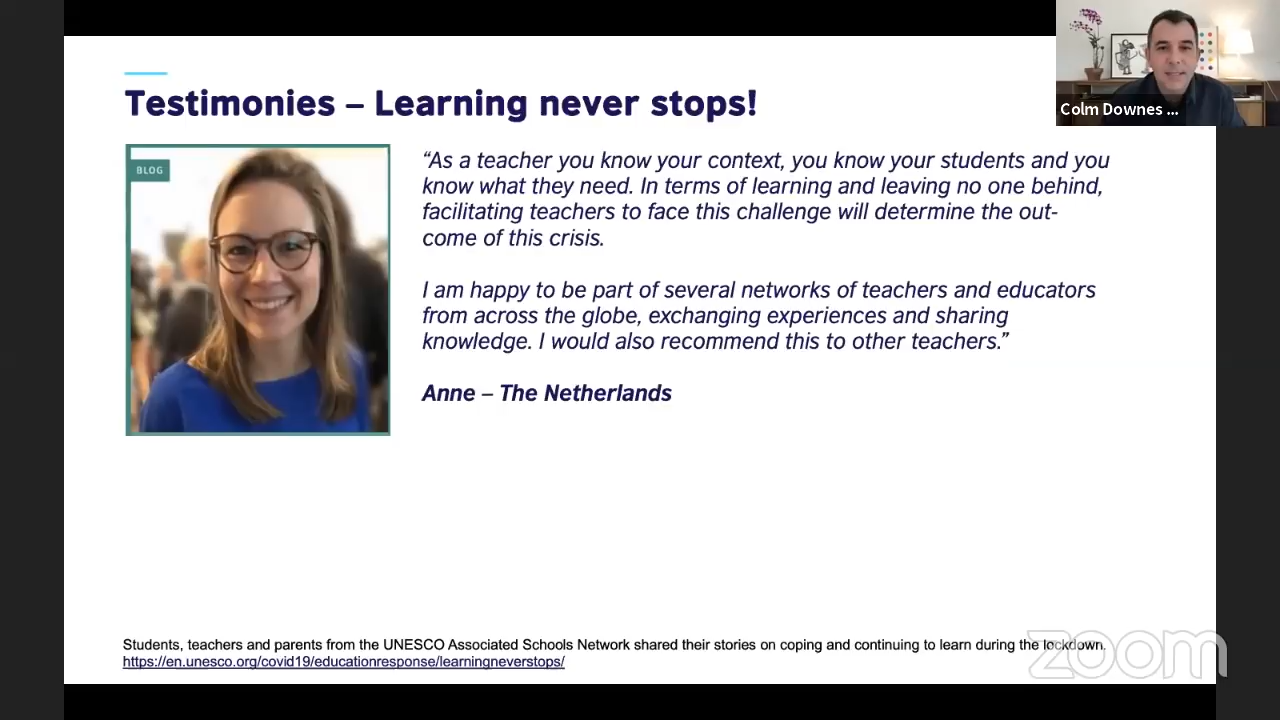 Testimonies – Learning never stops!
BLOG
“As a teacher you know your context, you know your students and you
know what they need. In terms of learning and leaving no one behind,
facilitating teachers to face this challenge will determine the out-
come of this crisis.
I am happy to be part of several networks of teachers and educators
from across the globe, exchanging experiences and sharing
knowledge. I would also recommend this to other teachers.”
Anne – The Netherlands
Students, teachers and parents from the UNESCO Associated Schools Network shared their stories on coping and continuing to learn during the lockdown.
https://en.unesco.org/covid19/educationresponse/learningneverstops/
Colm Downes ...
zoom